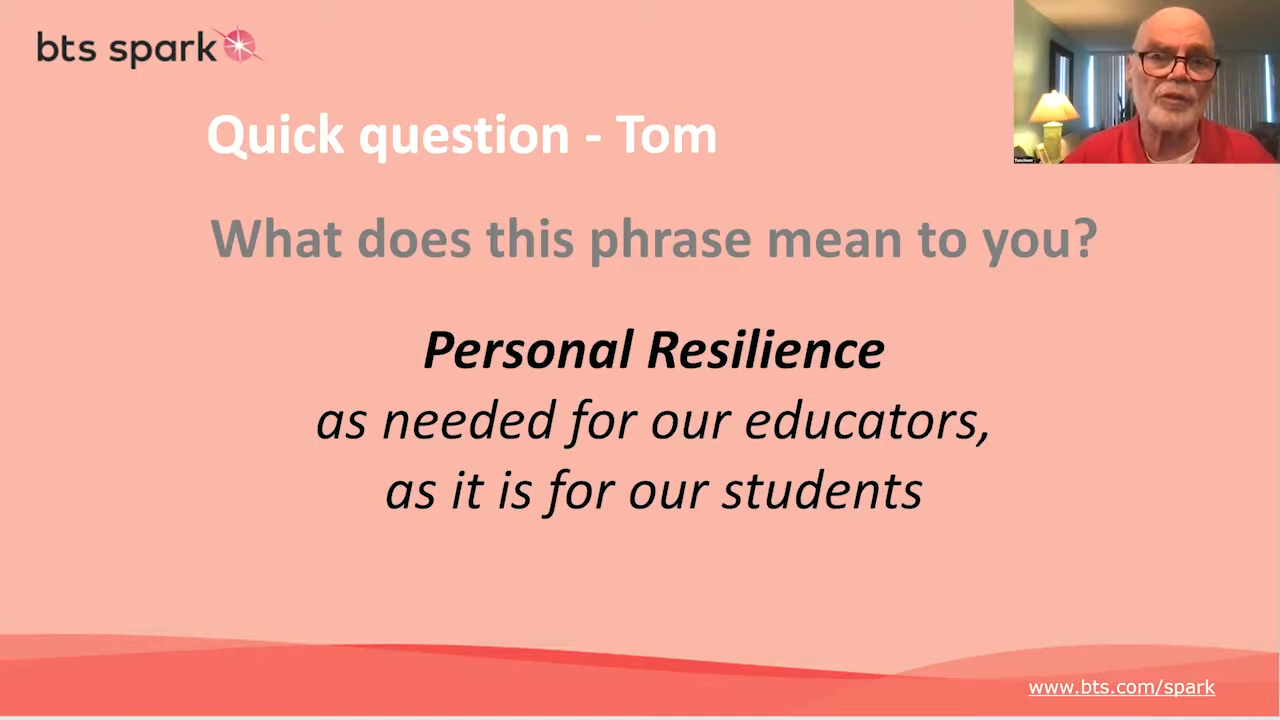 bts spark
Quick question - Tom
What does this phrase mean to you?
Personal Resilience
as needed for our educators,
as it is for our students
www.bts.com/spark